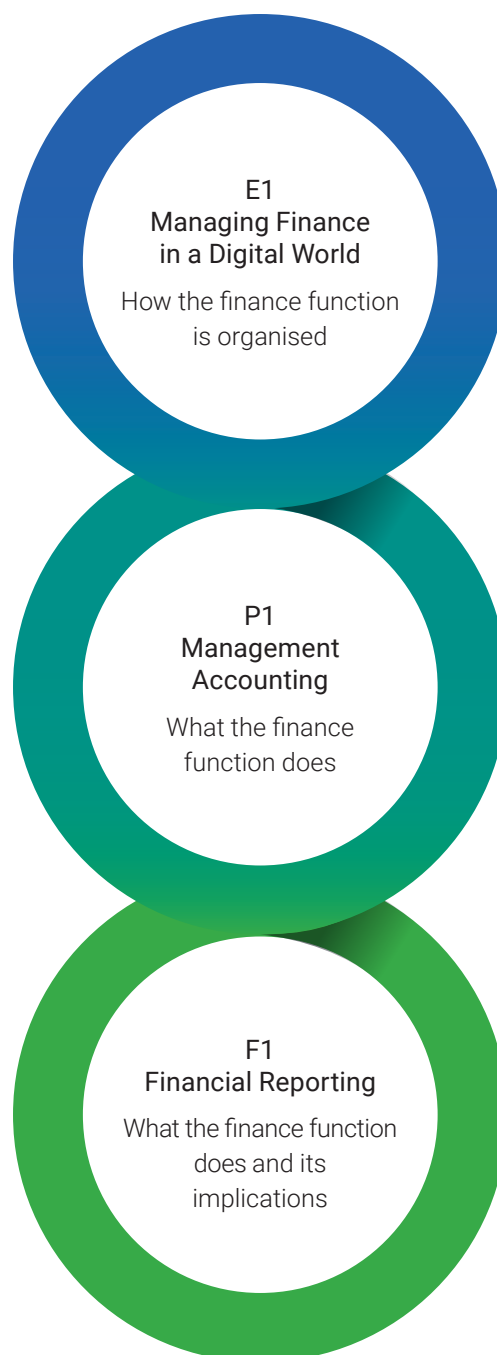 E1
Managing Finance
in a Digital World
How the finance function
is organised
P1
Management
Accounting
What the finance
function does
F1
Financial Reporting
What the finance function
does and its
implications